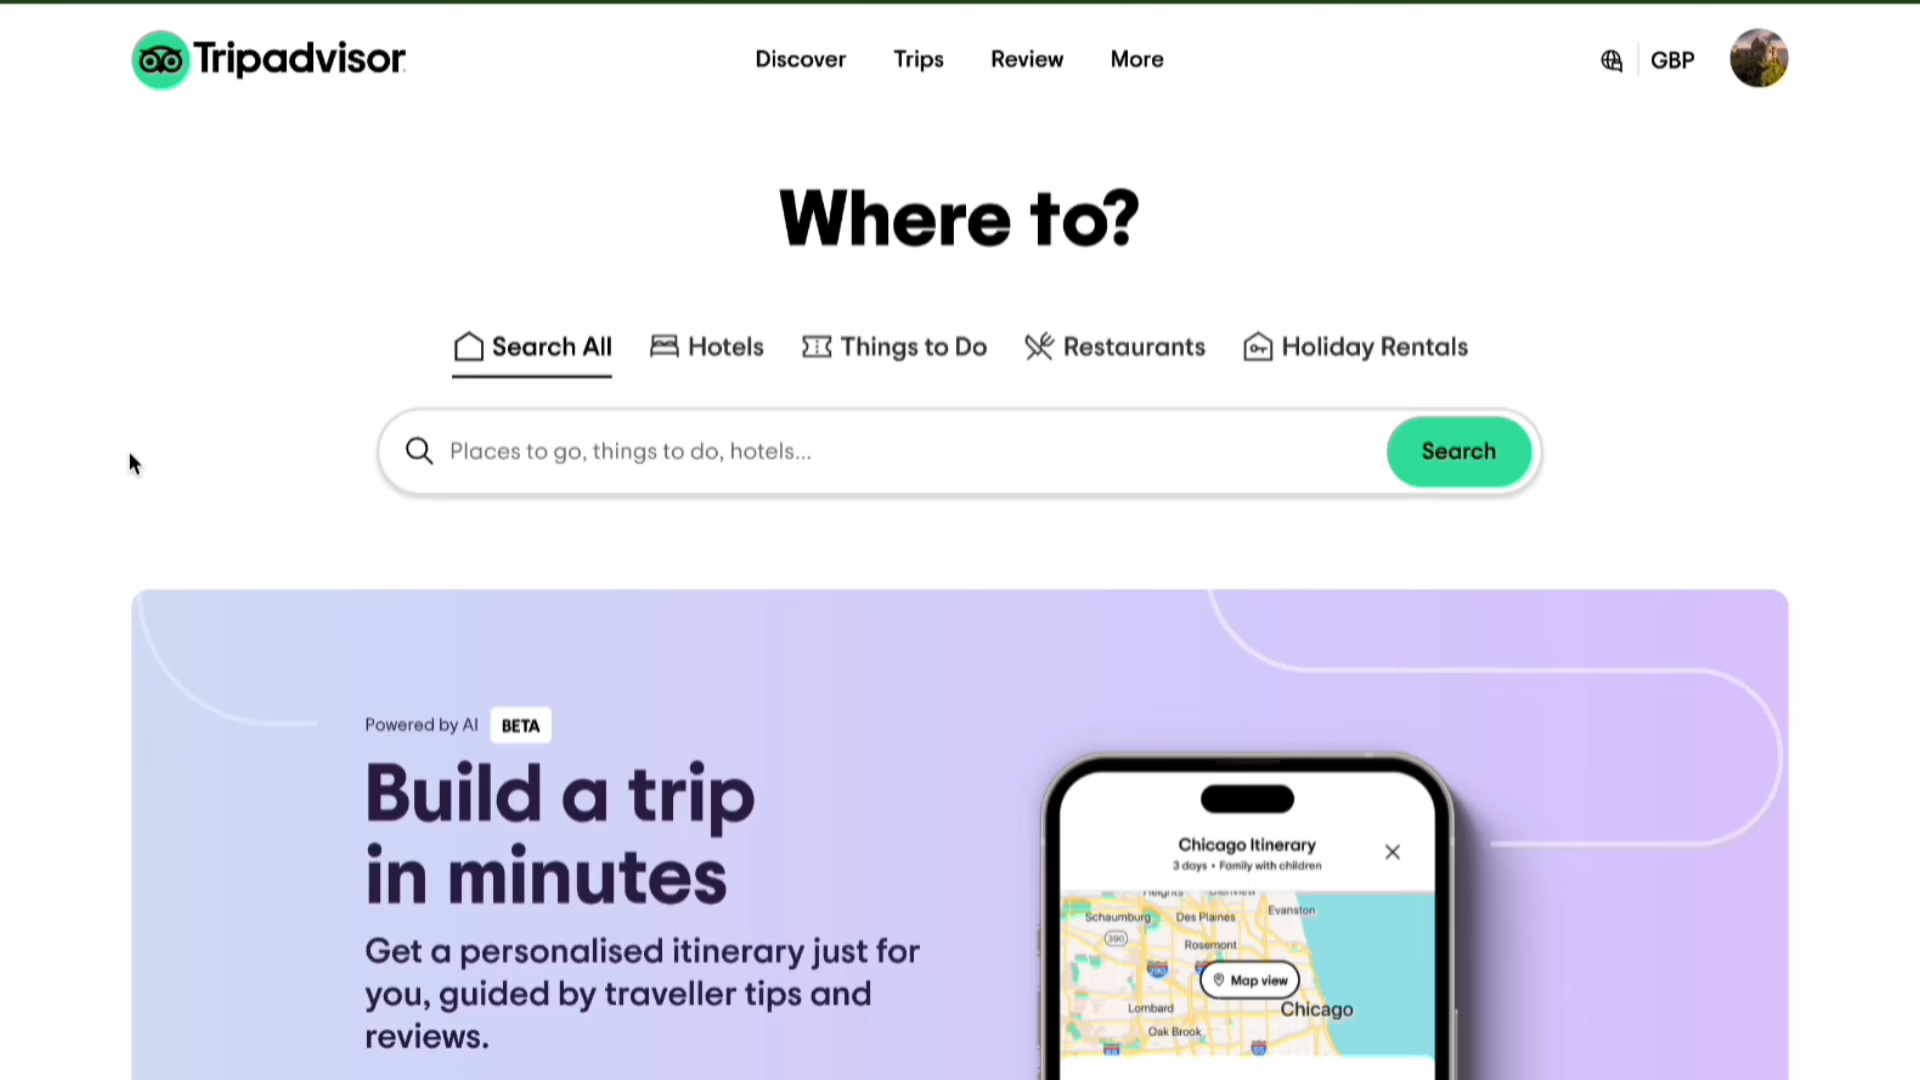 Tripadvisor
Discover Trips Review More
GBP
Where to?
Search All Hotels Things to Do Restaurants Holiday Rentals
Places to go, things to do, hotels...
Search
Powered by AI BETA
Build a trip
in minutes
Get a personalised itinerary just for
you, guided by traveller tips and
reviews.
Chicago Itinerary
3 days • Family with children
Schaumburg Des Plaines Evanston
390
Rosemont
290
Map view
Lombard Chicago
Oak Brook